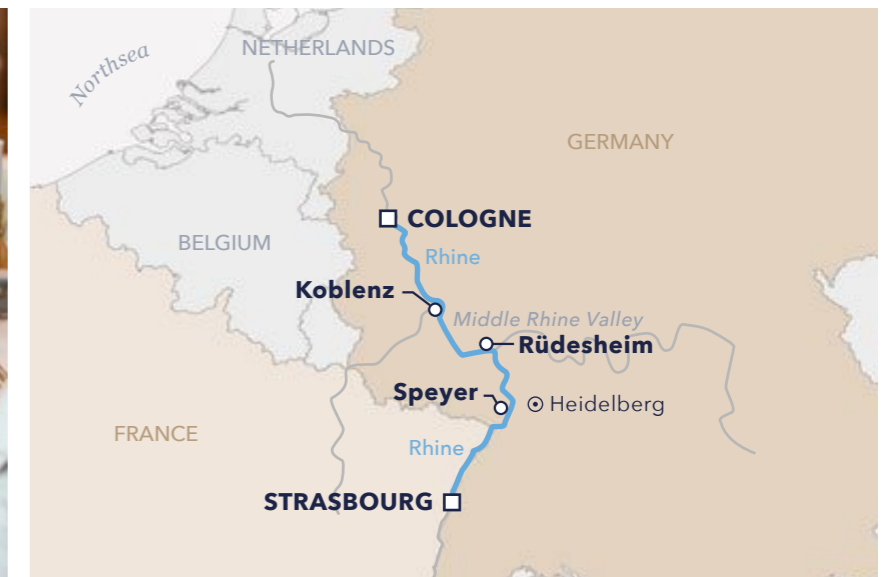 Northsea
NETHERLANDS
GERMANY
COLOGNE
BELGIUM
Rhine
Koblenz
Middle Rhine Valley
Rüdesheim
Speyer
Heidelberg
FRANCE
Rhine
STRASBOURG